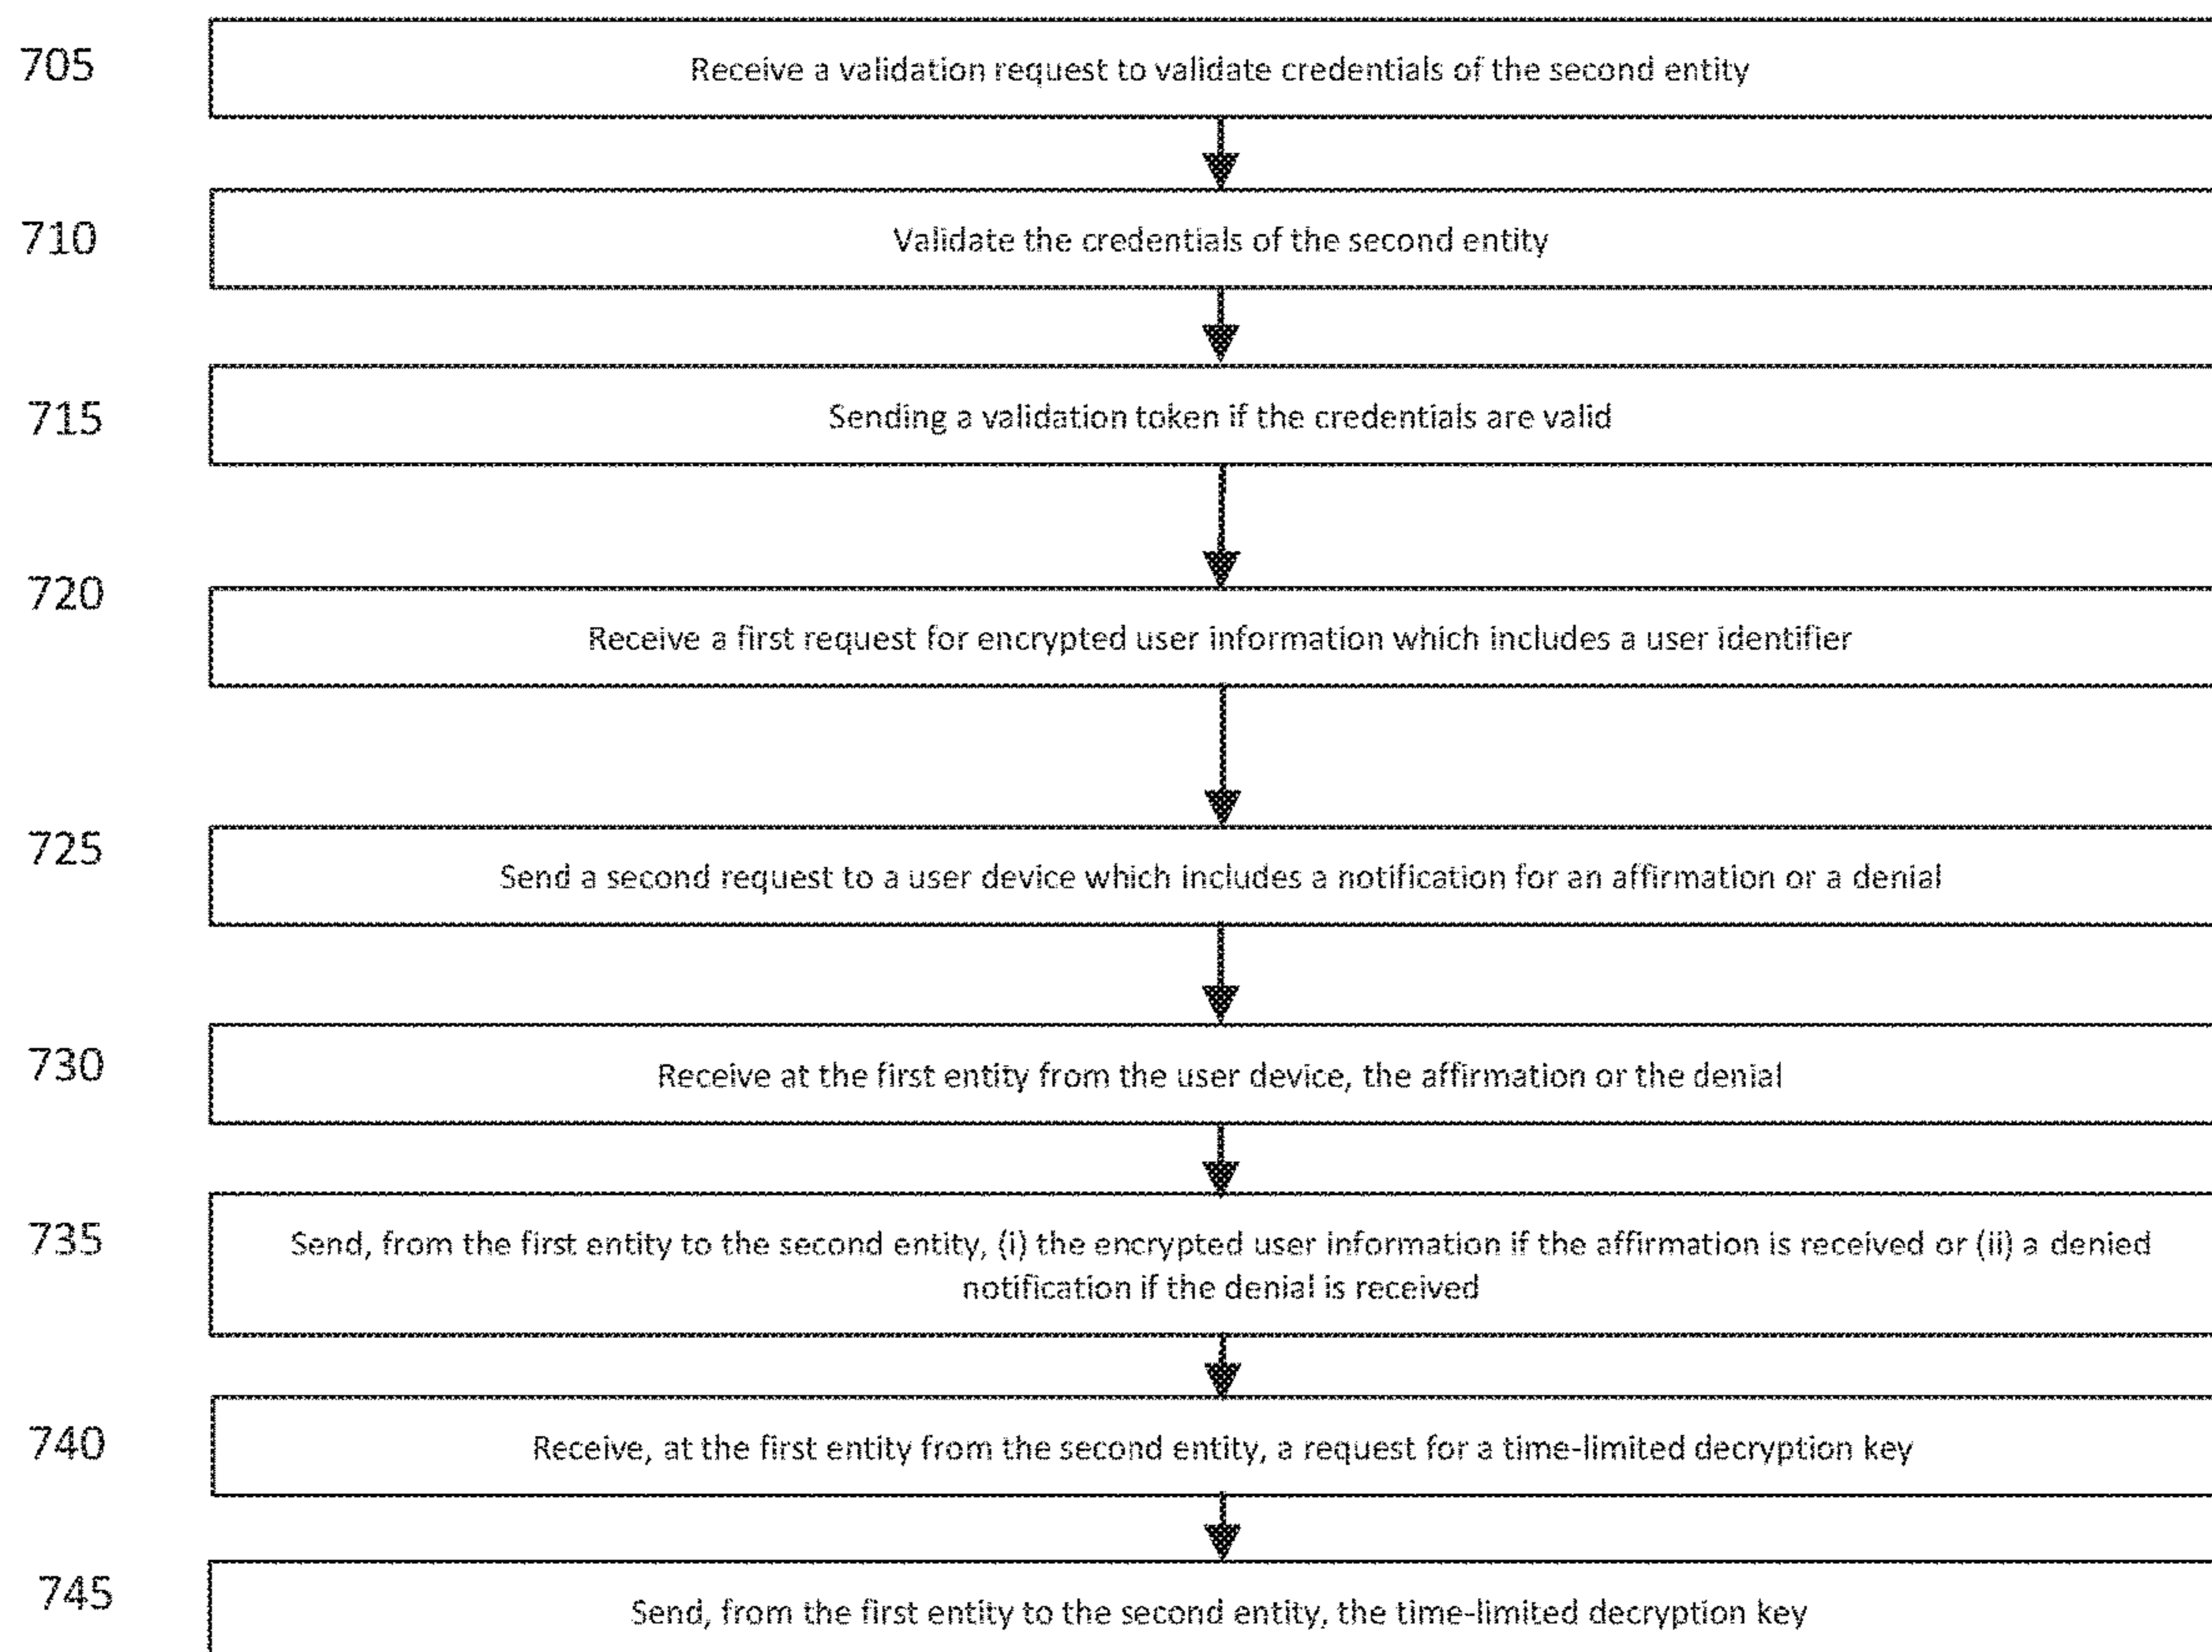 705
Receive a validation request to validate credentials of the second entity
710
Validate the credentials of the second entity
715
Sending a validation token if the credentials are valid
720
Receive a first request for encrypted user information which includes a user identifier
725
Send a second request to a user device which includes a notification for an affirmation or a denial
730
Receive at the first entity from the user device, the affirmation or the denial
735
Send, from the first entity to the second entity, (i) the encrypted user information if the affirmation is received or (ii) a denied
notification if the denial is received
740
Receive, at the first entity from the second entity, a request for a time-limited decryption key
745
Send, from the first entity to the second entity, the time-limited decryption key